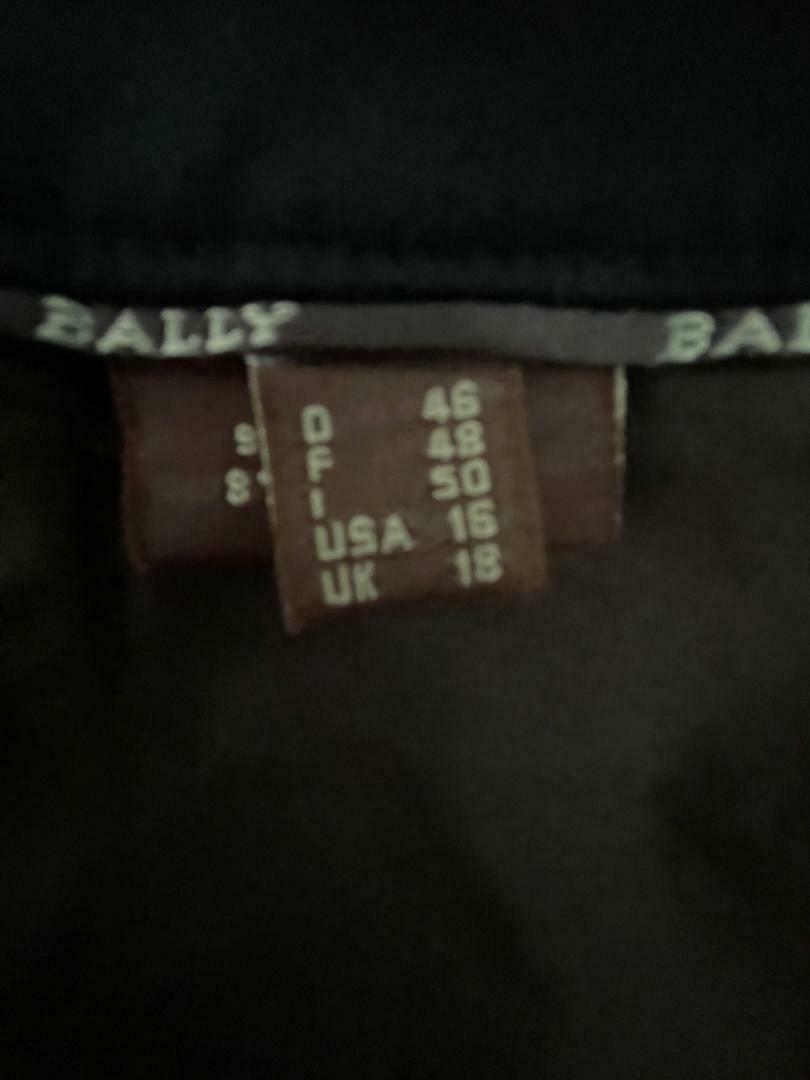 BALLY BAL
D 46
F 48
I 50
USA 16
UK 18